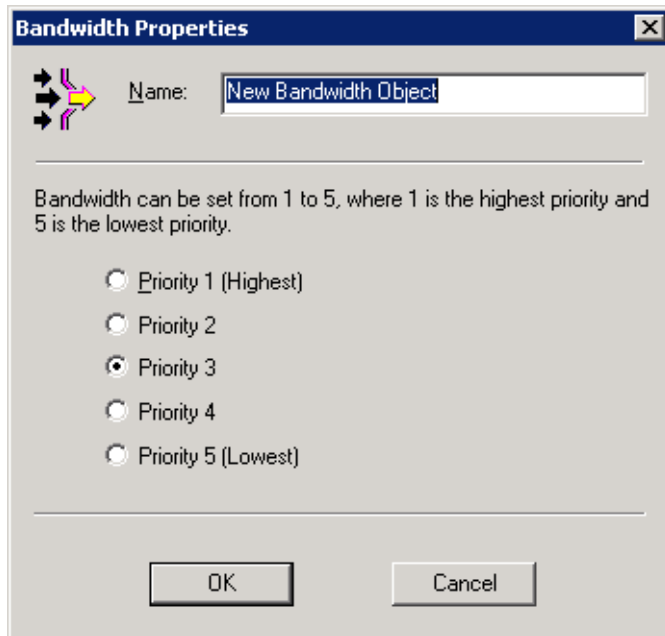 Bandwidth Properties
Name: New Bandwidth Object
Bandwidth can be set from 1 to 5, where 1 is the highest priority and
5 is the lowest priority.
Priority 1 (Highest)
Priority 2
Priority 3
Priority 4
Priority 5 (Lowest)
OK Cancel